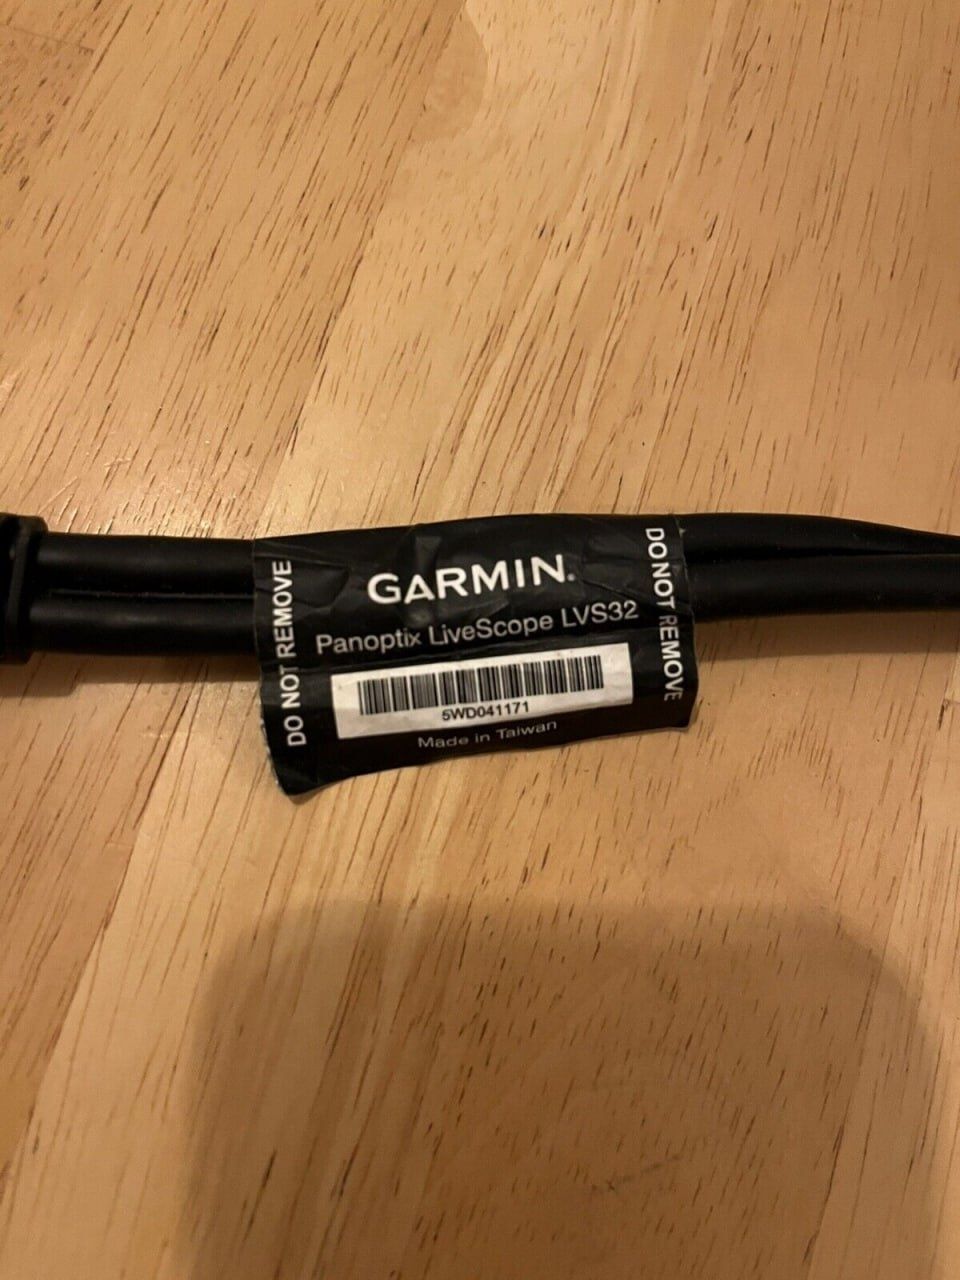 GARMIN.
Panoptix LiveScope LVS32
5WD041171
Made in Taiwan
DO NOT REMOVE
DO NOT REMOVE